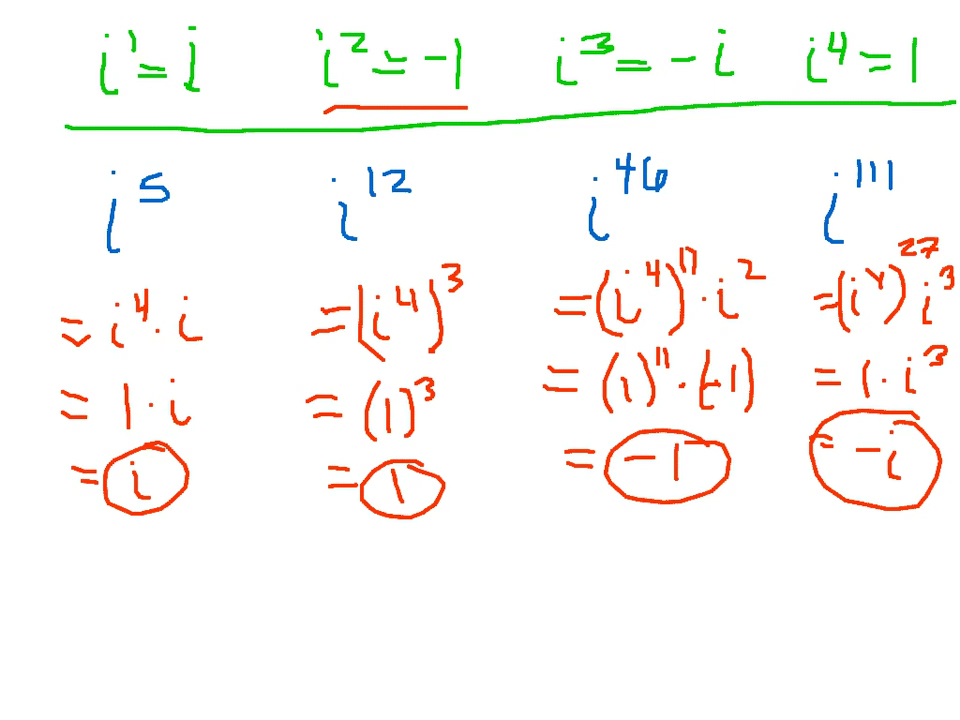 i¹ = i i² = -1 i³ = -i i⁴ = 1
i⁵ i¹² i⁴⁶ i¹¹¹
= i⁴ · i = (i⁴)³ = (i⁴)¹¹ · i² = (i⁴)²⁷ i³
= 1 · i = (1)³ = (1)¹¹ · (-1) = 1 · i³
= i = 1 = -1 = -i